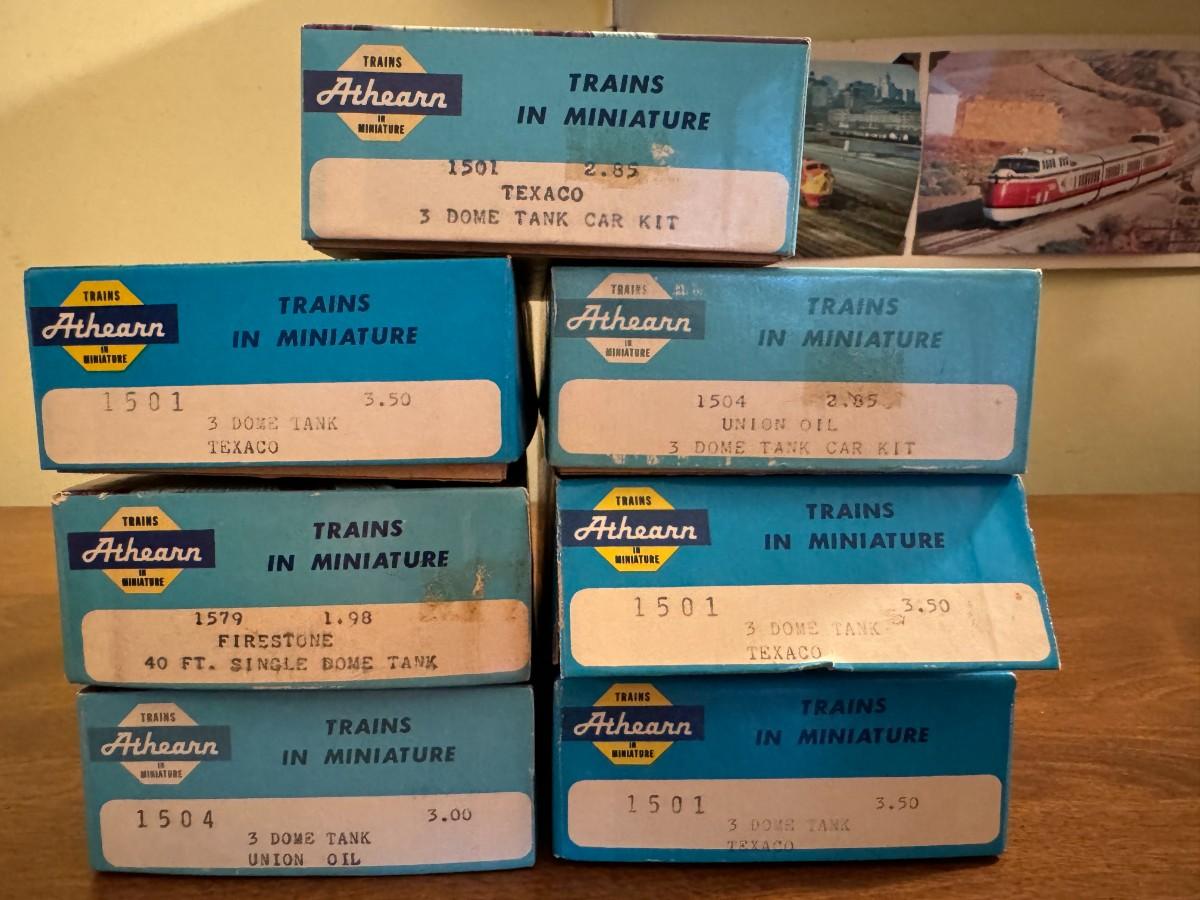 TRAINS
Athearn
IN
MINIATURE
TRAINS
IN MINIATURE
1501 2.85
TEXACO
3 DOME TANK CAR KIT
TRAINS
Athearn
IN
MINIATURE
TRAINS
IN MINIATURE
1501 3.50
3 DOME TANK
TEXACO
TRAINS
Athearn
IN
MINIATURE
TRAINS
IN MINIATURE
1504 2.85
UNION OIL
3 DOME TANK CAR KIT
TRAINS
Athearn
IN
MINIATURE
TRAINS
IN MINIATURE
1579 1.98
FIRESTONE
40 FT. SINGLE DOME TANK
TRAINS
Athearn
IN
MINIATURE
TRAINS
IN MINIATURE
1501 3.50
3 DOME TANK
TEXACO
TRAINS
Athearn
IN
MINIATURE
TRAINS
IN MINIATURE
1504 3.00
3 DOME TANK
UNION OIL
TRAINS
Athearn
IN
MINIATURE
TRAINS
IN MINIATURE
1501 3.50
3 DOME TANK
TEXACO